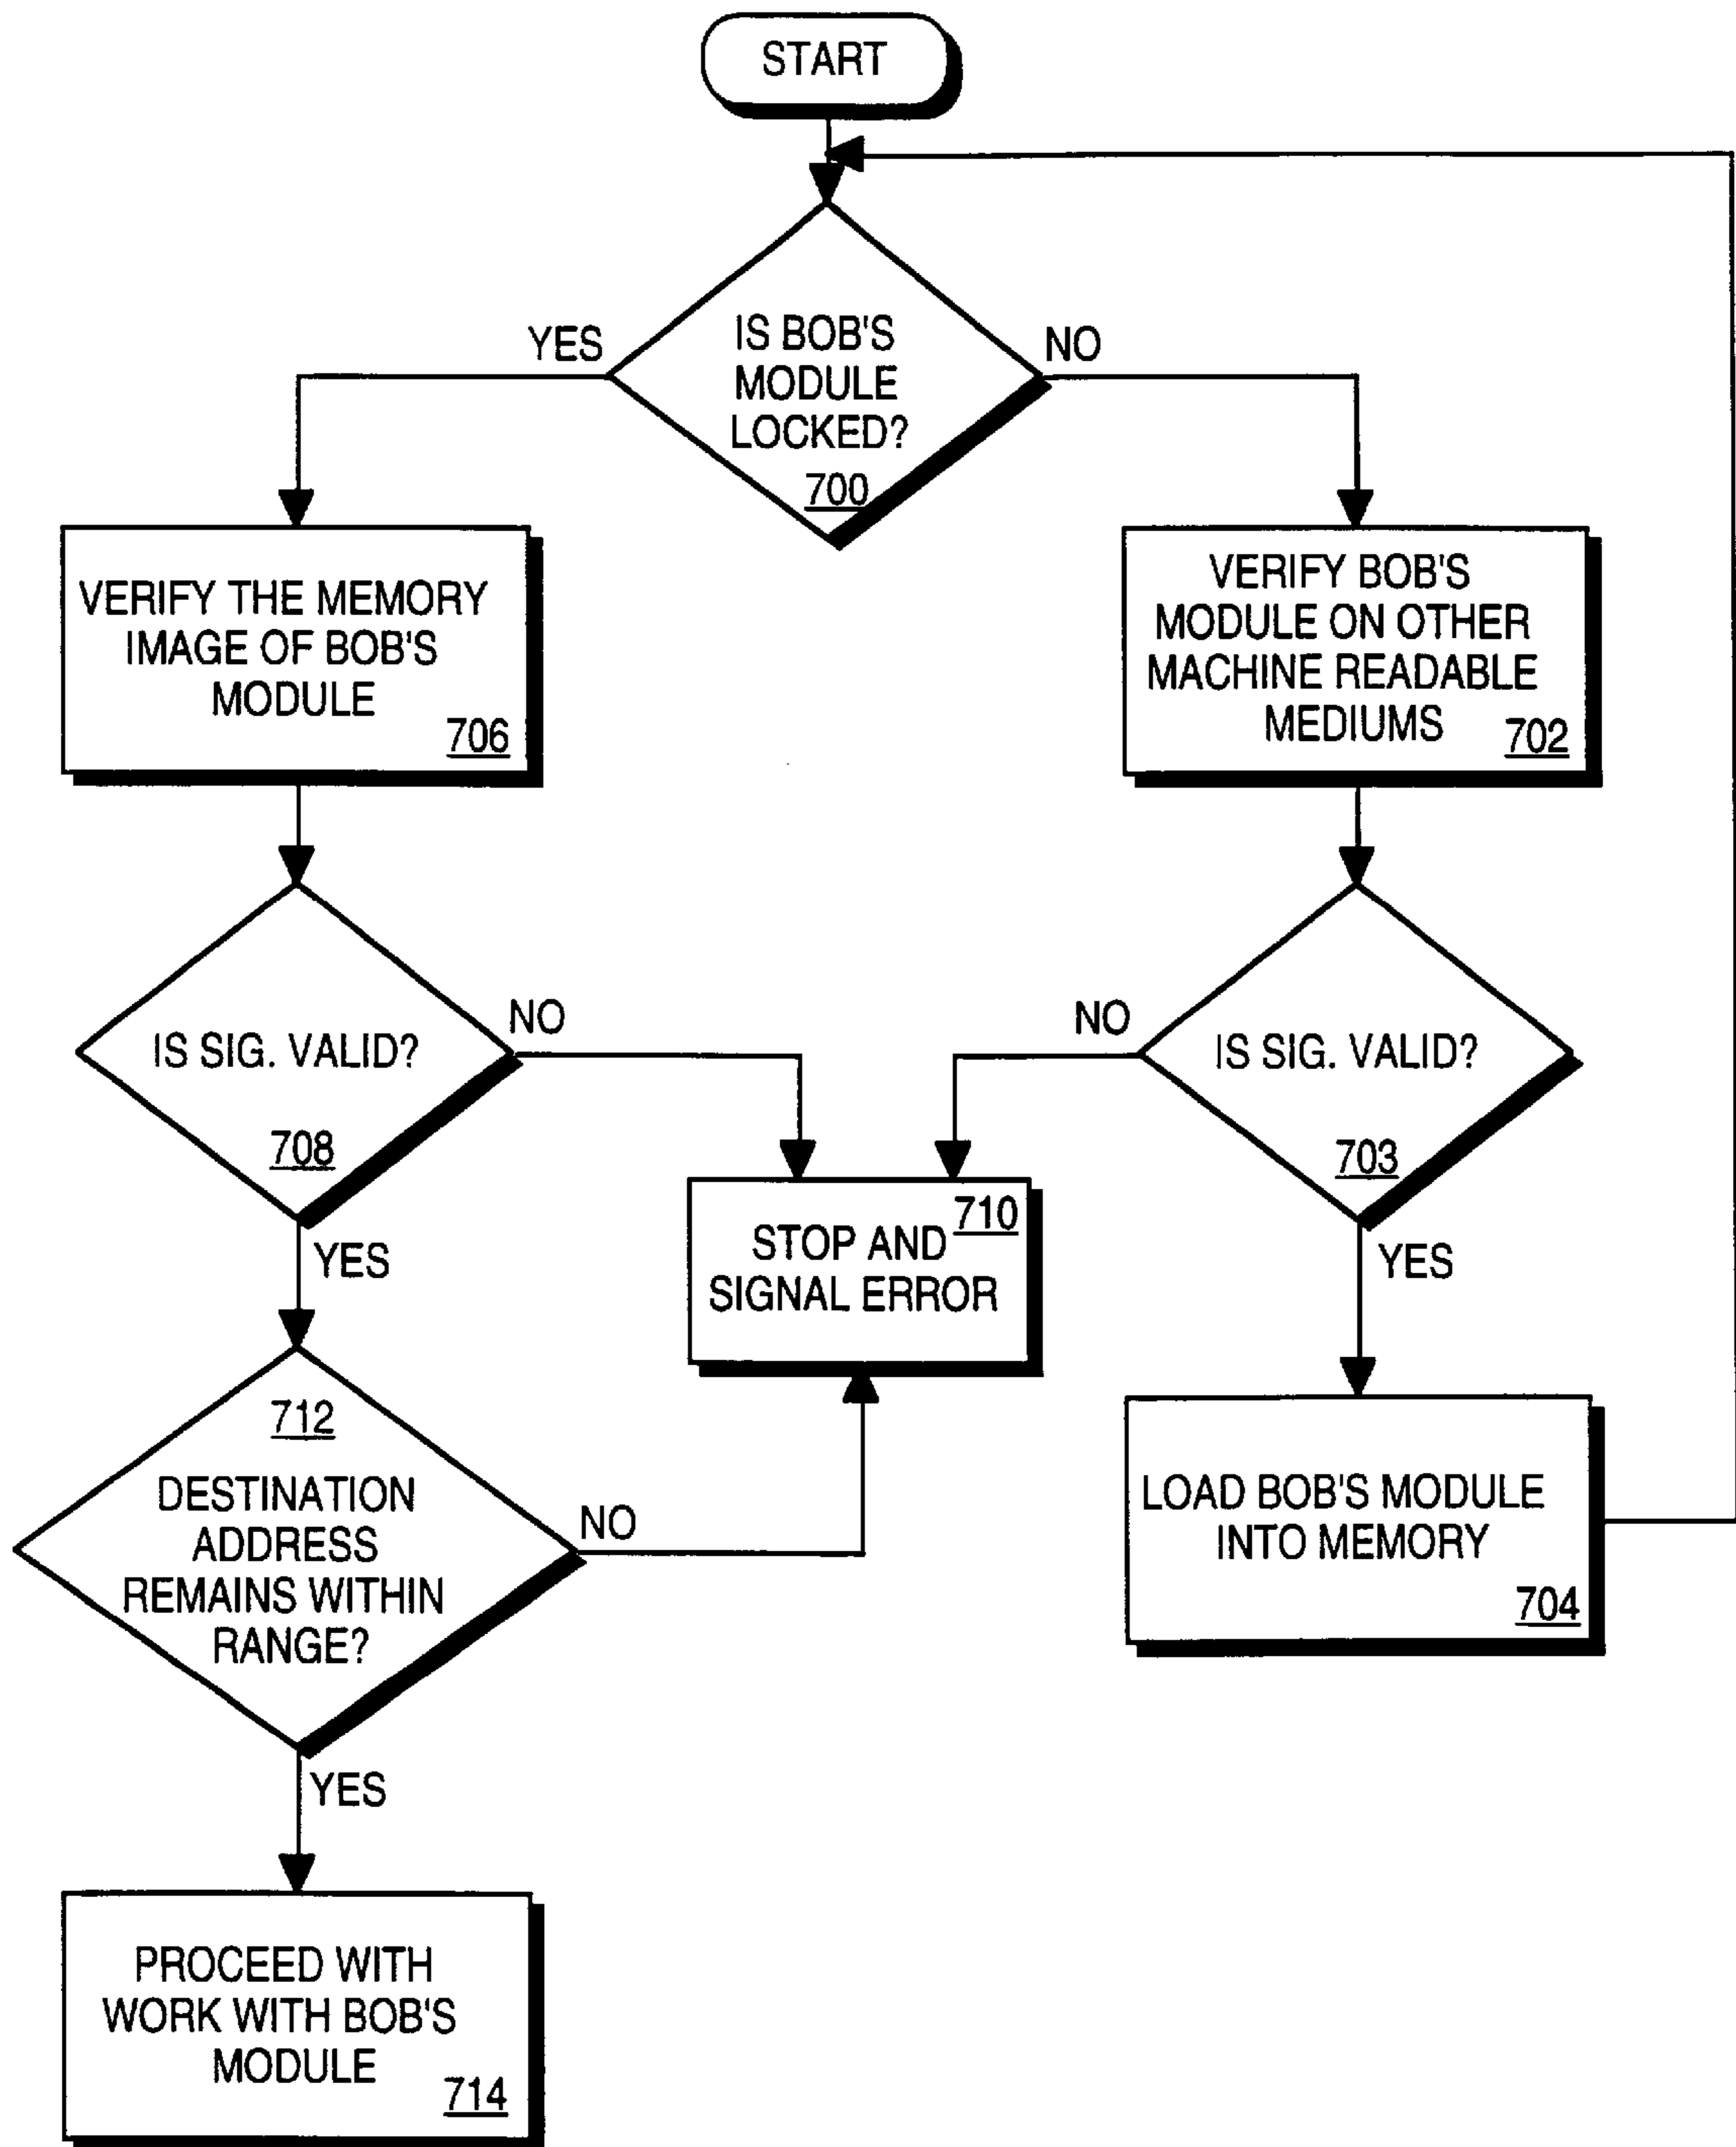 START
IS BOB'S
MODULE
LOCKED?
700
YES
NO
VERIFY THE MEMORY
IMAGE OF BOB'S
MODULE
706
VERIFY BOB'S
MODULE ON OTHER
MACHINE READABLE
MEDIUMS
702
IS SIG. VALID?
708
NO
YES
IS SIG. VALID?
703
NO
YES
710
STOP AND
SIGNAL ERROR
712
DESTINATION
ADDRESS
REMAINS WITHIN
RANGE?
NO
YES
LOAD BOB'S MODULE
INTO MEMORY
704
PROCEED WITH
WORK WITH BOB'S
MODULE
714